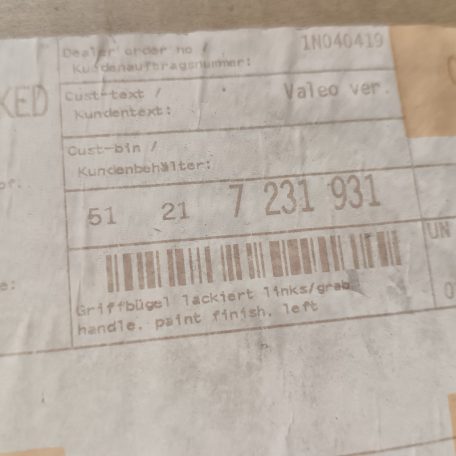 Dealer order no / 1N040419
Kundenauftragsnummer:
KED
Cust-text / Valeo ver.
Kundentext:
Cust-bin /
Kundenbehälter:
51 21 7 231 931
UN
Griffbügel lackiert links/grab
handle, paint finish, left